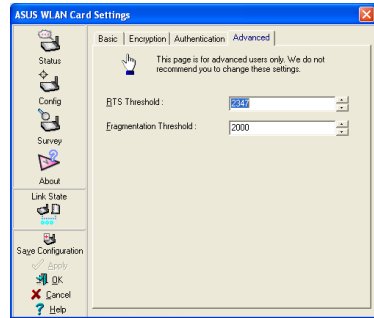 ASUS WLAN Card Settings
Status
Config
Survey
About
Link State
Save Configuration
Apply
OK
Cancel
Help
Basic Encryption Authentication Advanced
This page is for advanced users only. We do not
recommend you to change these settings.
RTS Threshold : 2347
Fragmentation Threshold : 2000